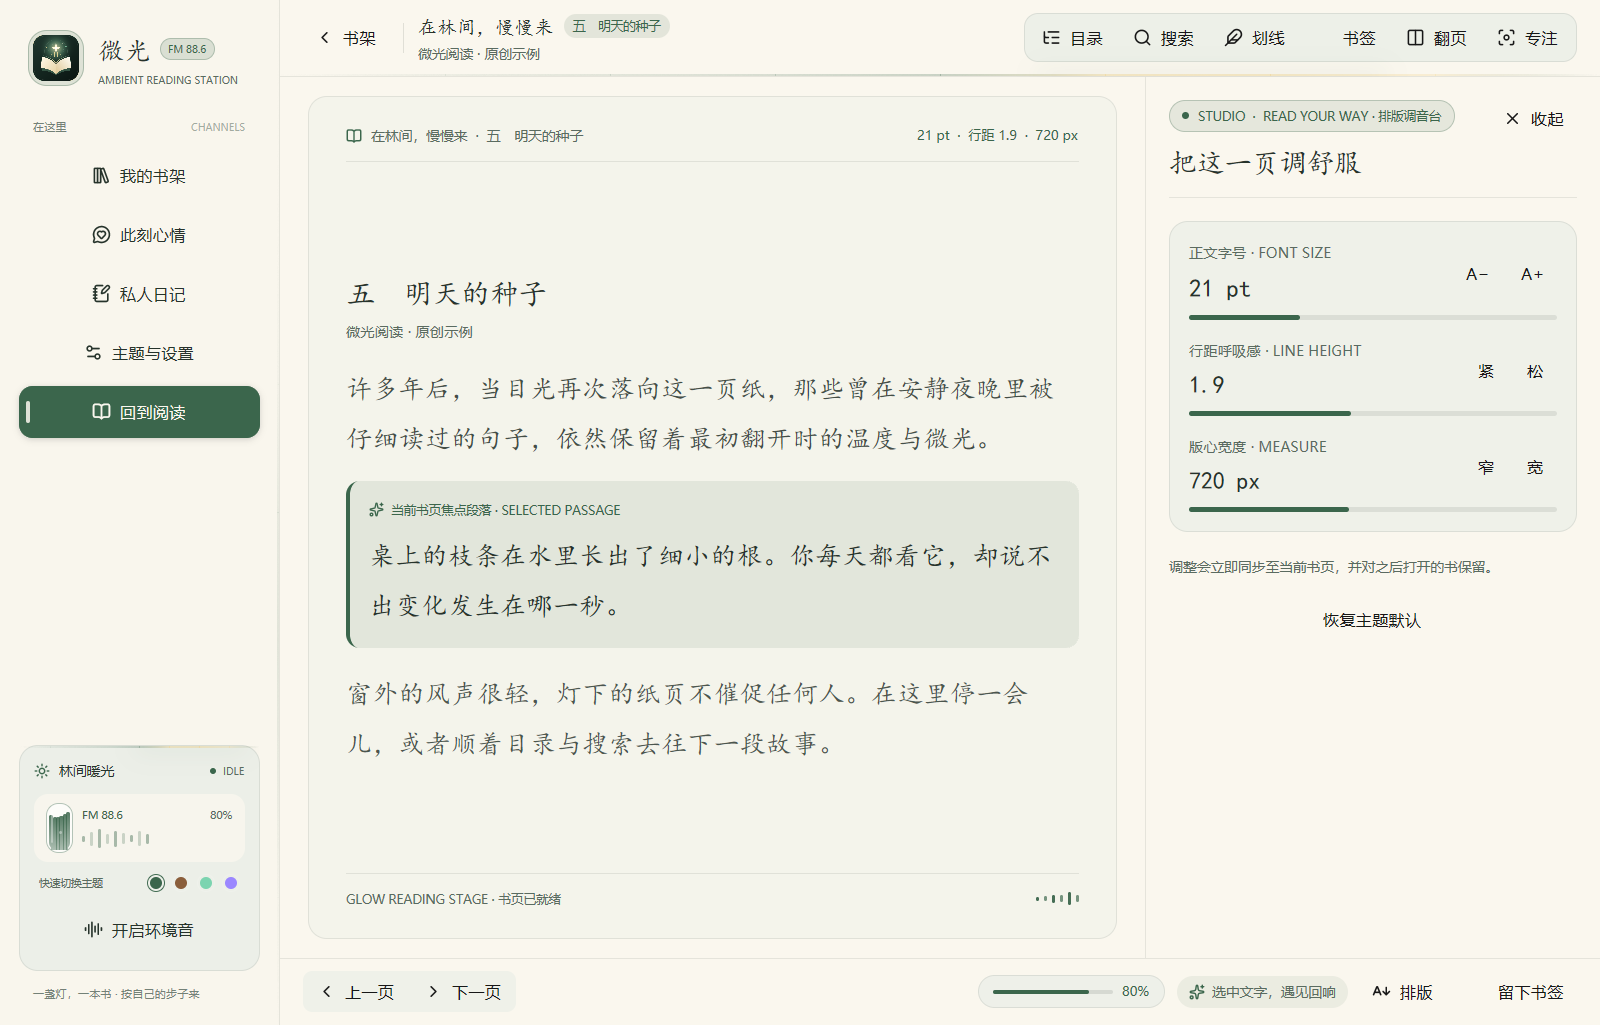 微光 FM 88.6
AMBIENT READING STATION
在这里 CHANNELS
我的书架
此刻心情
私人日记
主题与设置
回到阅读
林间暖光 IDLE
FM 88.6 80%
快速切换主题
开启环境音
一盏灯，一本书 · 按自己的步子来
书架
在林间，慢慢来 五 明天的种子
微光阅读 · 原创示例
目录 搜索 划线 书签 翻页 专注
在林间，慢慢来 · 五 明天的种子 21 pt · 行距 1.9 · 720 px
五 明天的种子
微光阅读 · 原创示例
许多年后，当目光再次落向这一页纸，那些曾在安静夜晚里被
仔细读过的句子，依然保留着最初翻开时的温度与微光。
当前书页焦点段落 · SELECTED PASSAGE
桌上的枝条在水里长出了细小的根。你每天都看它，却说不
出变化发生在哪一秒。
窗外的风声很轻，灯下的纸页不催促任何人。在这里停一会
儿，或者顺着目录与搜索去往下一段故事。
GLOW READING STAGE · 书页已就绪
上一页 下一页
80% 选中文字，遇见回响 A 排版 留下书签
STUDIO · READ YOUR WAY · 排版调音台 收起
把这一页调舒服
正文字号 · FONT SIZE
21 pt A− A+
行距呼吸感 · LINE HEIGHT
1.9 紧 松
版心宽度 · MEASURE
720 px 窄 宽
调整会立即同步至当前书页，并对之后打开的书保留。
恢复主题默认